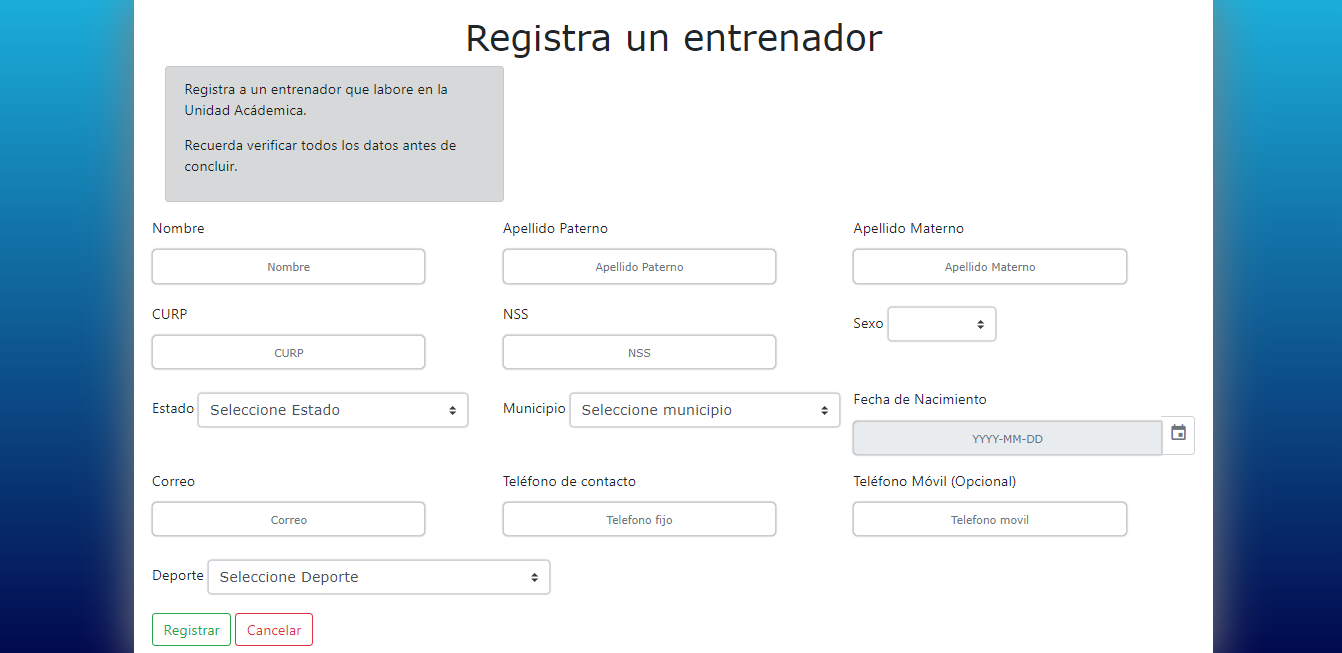 Registra un entrenador
Registra a un entrenador que labore en la
Unidad Acádemica.
Recuerda verificar todos los datos antes de
concluir.
Nombre
Apellido Paterno
Apellido Materno
Nombre
Apellido Paterno
Apellido Materno
CURP
NSS
Sexo
CURP
NSS
Estado Seleccione Estado
Municipio Seleccione municipio
Fecha de Nacimiento
YYYY-MM-DD
Correo
Teléfono de contacto
Teléfono Móvil (Opcional)
Correo
Telefono fijo
Telefono movil
Deporte Seleccione Deporte
Registrar
Cancelar